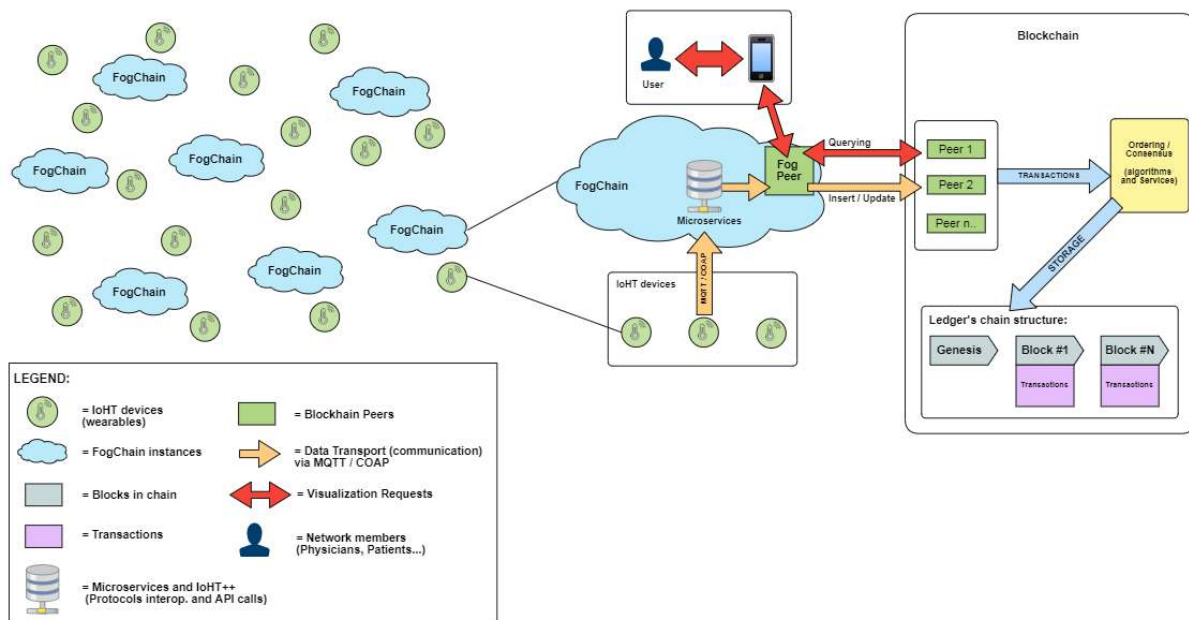 FogChain
FogChain
FogChain
FogChain
FogChain
FogChain
FogChain
User
FogChain
Microservices
Fog
Peer
Querying
Insert / Update
MQTT / COAP
IoHT devices
Blockchain
Peer 1
Peer 2
Peer n..
TRANSACTIONS
Ordering /
Consensus
(algorithms
and Services)
STORAGE
Ledger's chain structure:
Genesis
Block #1
Block #N
Transactions
Transactions
LEGEND:
= IoHT devices
(wearables)
= FogChain instances
= Blocks in chain
= Transactions
= Microservices and IoHT++
(Protocols interop. and API calls)
= Blockhain Peers
= Data Transport (communication)
via MQTT / COAP
= Visualization Requests
= Network members
(Physicians, Patients...)